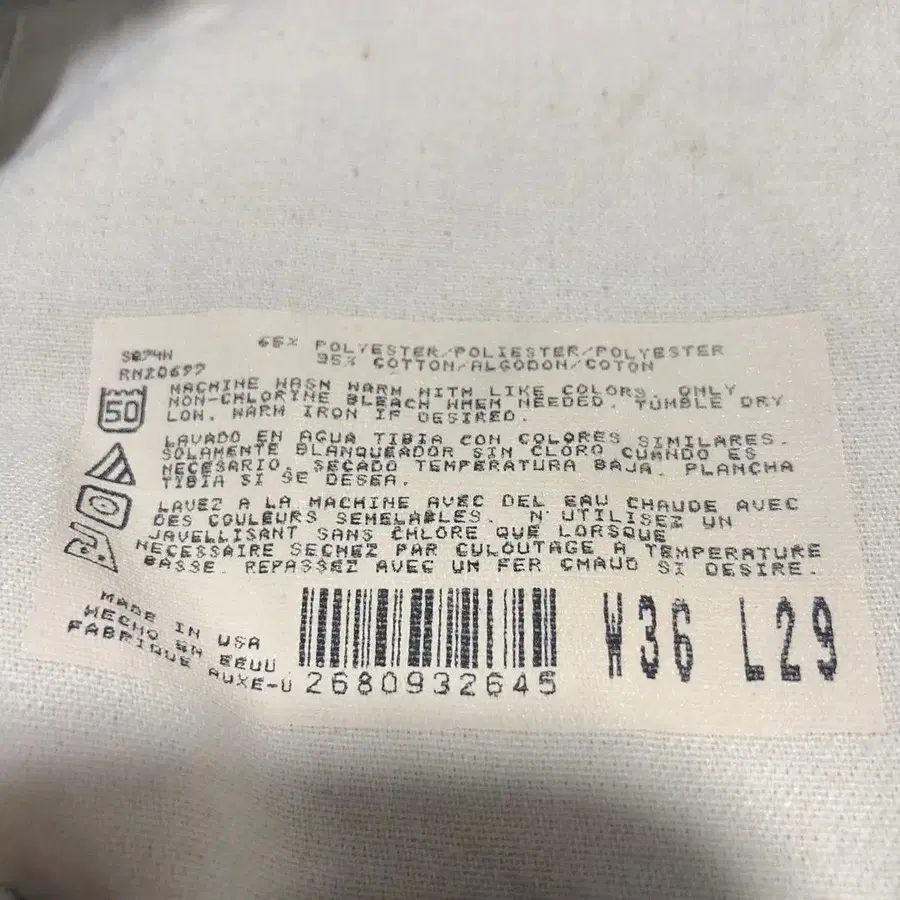 65% POLYESTER/POLIESTER/POLYESTER
35% COTTON/ALGODON/COTON
RN20697
MACHINE WASH WARM WITH LIKE COLORS. ONLY
NON-CHLORINE BLEACH WHEN NEEDED. TUMBLE DRY
LOW. WARM IRON IF DESIRED.
50
LAVADO EN AGUA TIBIA CON COLORES SIMILARES.
SOLAMENTE BLANQUEADOR SIN CLORO CUANDO ES
NECESARIO. SECADO TEMPERATURA BAJA. PLANCHA
TIBIA SI SE DESEA.
LAVEZ A LA MACHINE AVEC DEL EAU CHAUDE AVEC
DES COULEURS SEMELABLES. N'UTILISEZ UN
JAVELLISANT SANS CHLORE QUE LORSQUE
NECESSAIRE SECHEZ PAR CULOUTAGE A TEMPERATURE
BASSE. REPASSEZ AVEC UN FER CHAUD SI DESIRE.
MADE IN USA
HECHO EN EEUU
FABRIQUE AUXE-U
2680932645
W36 L29